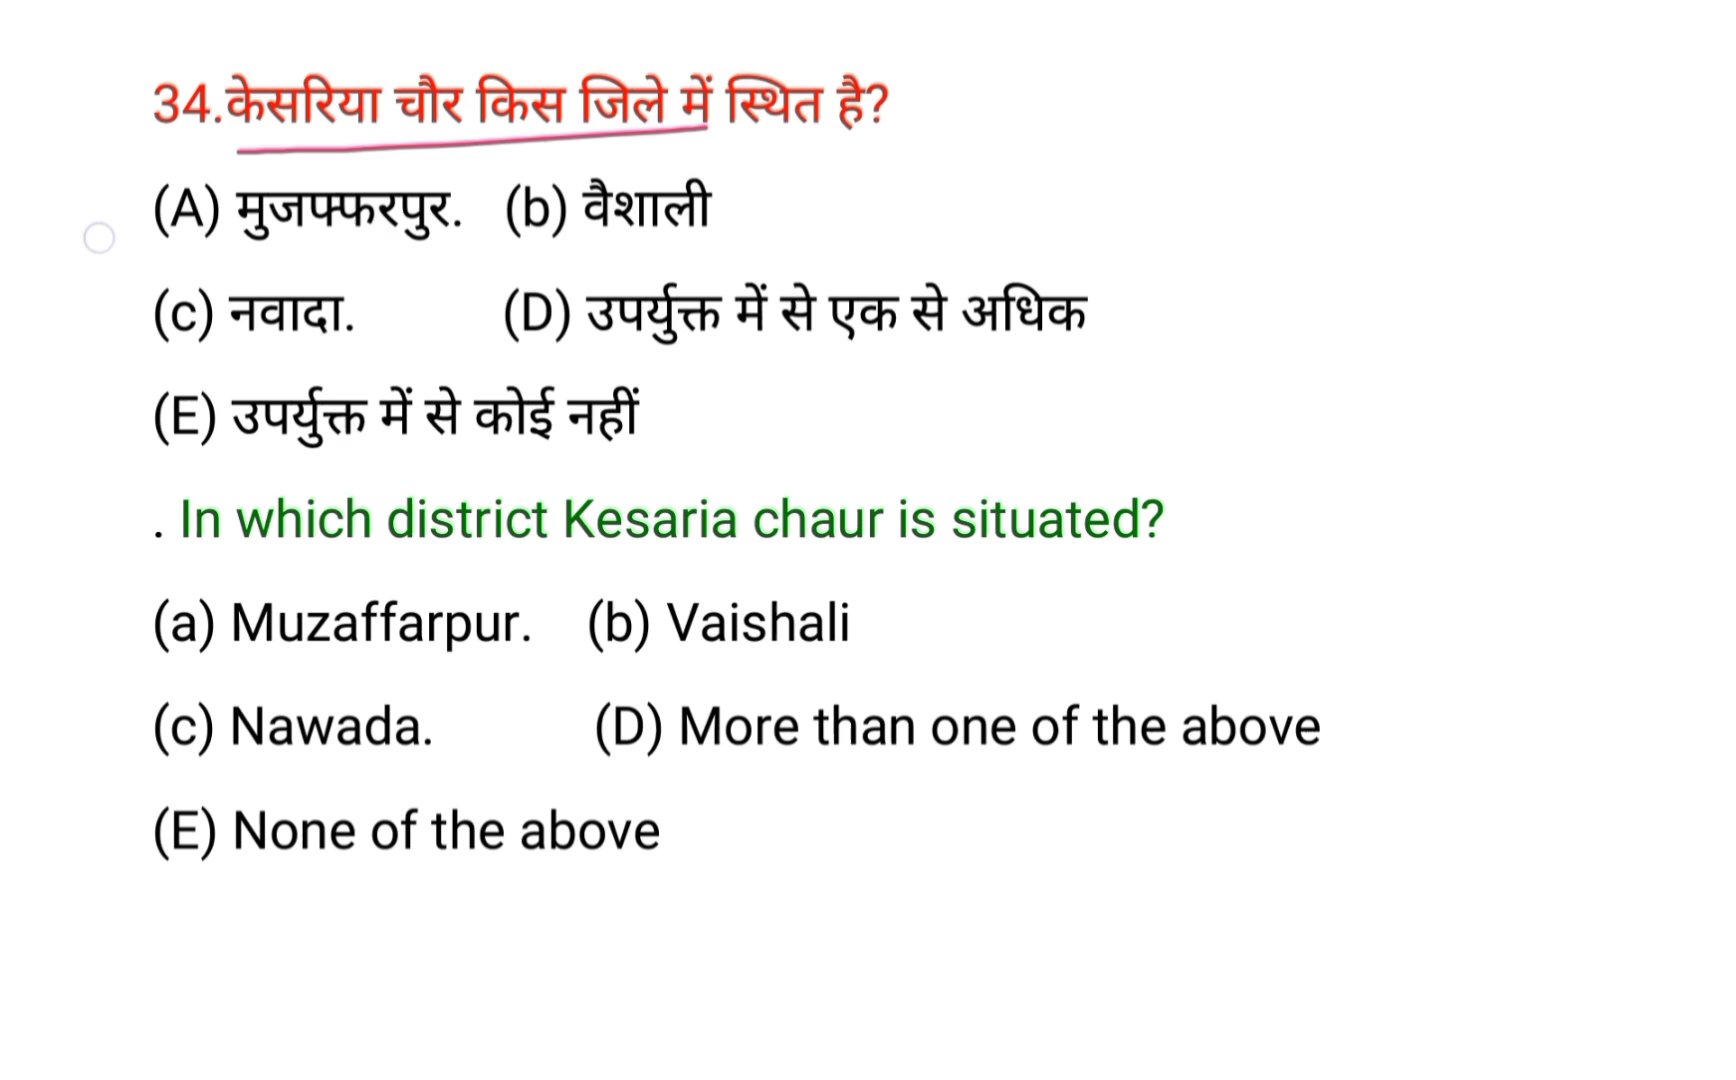 34.केसरिया चौर किस जिले में स्थित है?
(A) मुजफ्फरपुर. (b) वैशाली
(c) नवादा. (D) उपर्युक्त में से एक से अधिक
(E) उपर्युक्त में से कोई नहीं
. In which district Kesaria chaur is situated?
(a) Muzaffarpur. (b) Vaishali
(c) Nawada. (D) More than one of the above
(E) None of the above